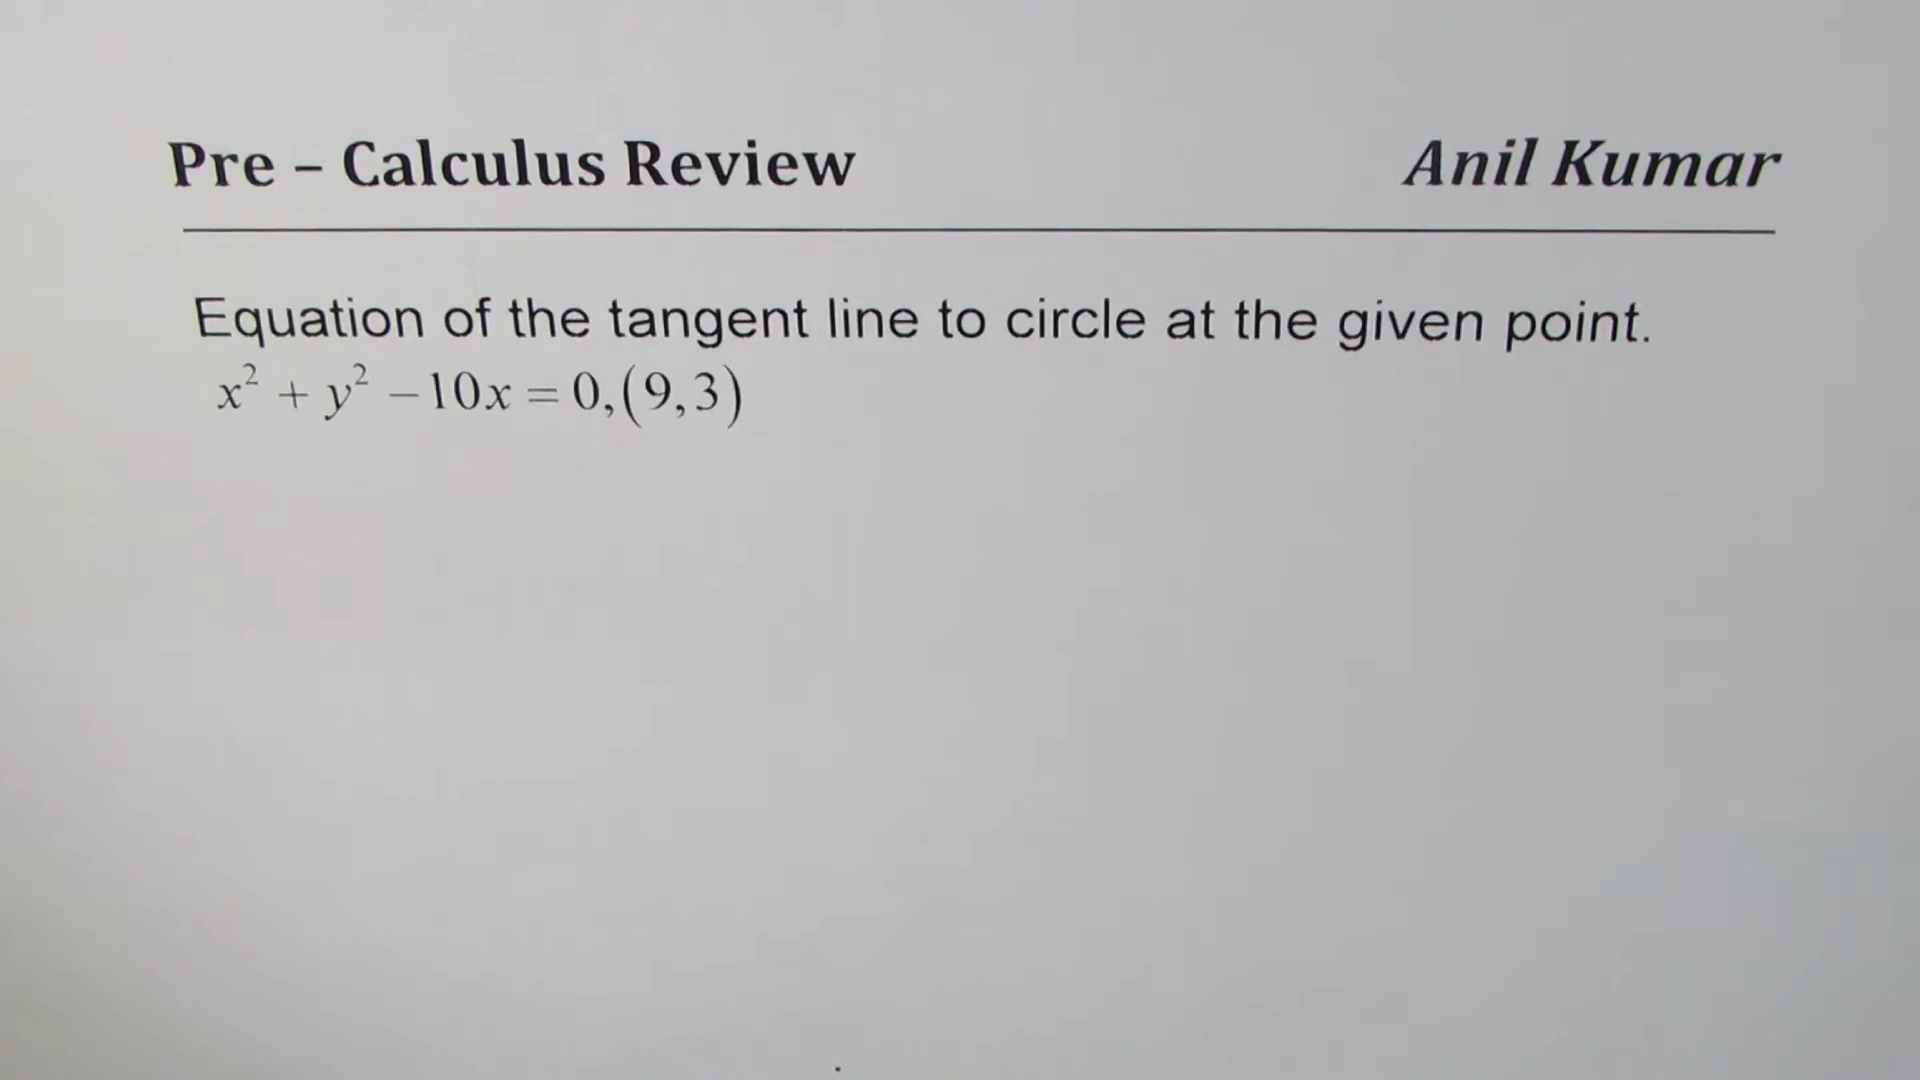 Pre – Calculus Review
Anil Kumar
Equation of the tangent line to circle at the given point.
x² + y² – 10x = 0, (9,3)